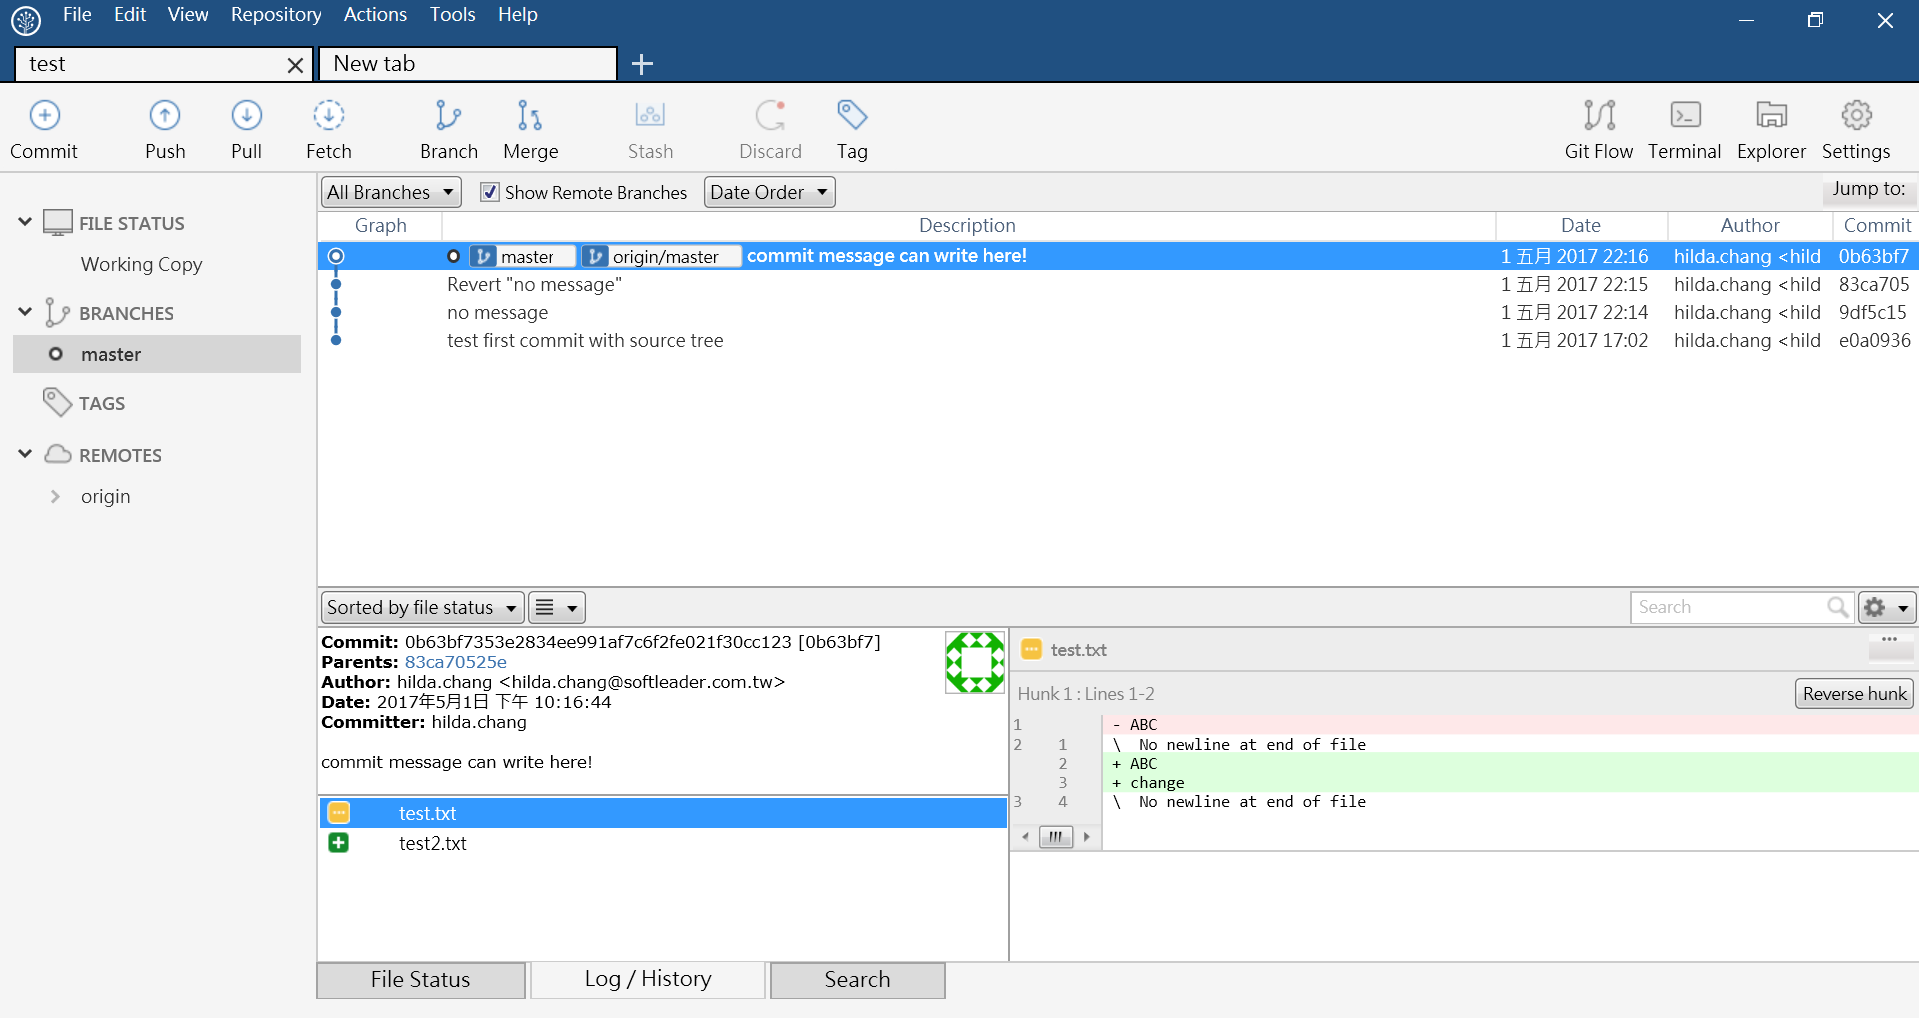 File Edit View Repository Actions Tools Help
test New tab
Commit Push Pull Fetch Branch Merge Stash Discard Tag Git Flow Terminal Explorer Settings
All Branches Show Remote Branches Date Order Jump to:
Graph Description Date Author Commit
master origin/master commit message can write here! 1 五月 2017 22:16 hilda.chang <hild 0b63bf7
Revert "no message" 1 五月 2017 22:15 hilda.chang <hild 83ca705
no message 1 五月 2017 22:14 hilda.chang <hild 9df5c15
test first commit with source tree 1 五月 2017 17:02 hilda.chang <hild e0a0936
FILE STATUS
Working Copy
BRANCHES
master
TAGS
REMOTES
origin
Sorted by file status Search
Commit: 0b63bf7353e2834ee991af7c6f2fe021f30cc123 [0b63bf7]
Parents: 83ca70525e
Author: hilda.chang <hilda.chang@softleader.com.tw>
Date: 2017年5月1日 下午 10:16:44
Committer: hilda.chang
commit message can write here!
test.txt
test2.txt
test.txt
Hunk 1 : Lines 1-2 Reverse hunk
1 - ABC
2 1 \ No newline at end of file
2 + ABC
3 + change
3 4 \ No newline at end of file
File Status Log / History Search